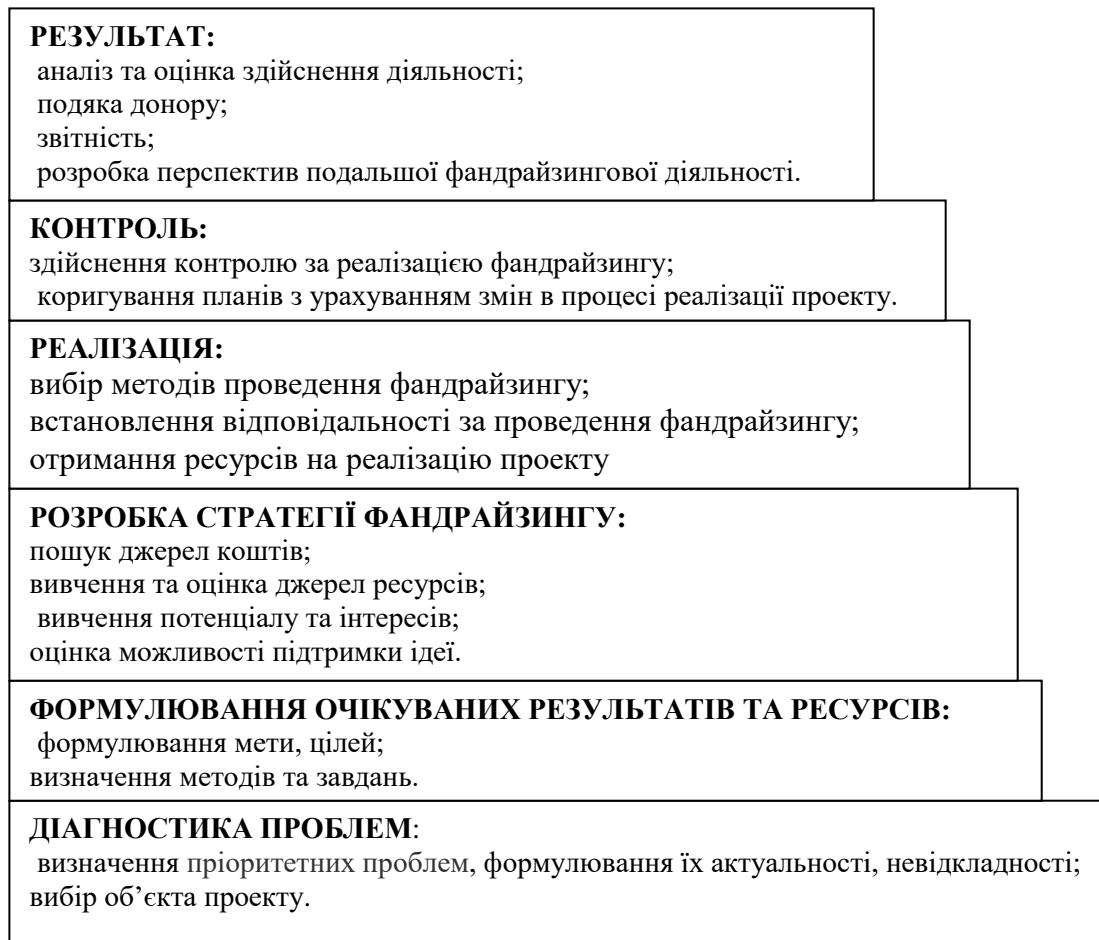 РЕЗУЛЬТАТ:
аналіз та оцінка здійснення діяльності;
подяка донору;
звітність;
розробка перспектив подальшої фандрайзингової діяльності.
КОНТРОЛЬ:
здійснення контролю за реалізацією фандрайзингу;
коригування планів з урахуванням змін в процесі реалізації проекту.
РЕАЛІЗАЦІЯ:
вибір методів проведення фандрайзингу;
встановлення відповідальності за проведення фандрайзингу;
отримання ресурсів на реалізацію проекту
РОЗРОБКА СТРАТЕГІЇ ФАНДРАЙЗИНГУ:
пошук джерел коштів;
вивчення та оцінка джерел ресурсів;
вивчення потенціалу та інтересів;
оцінка можливості підтримки ідеї.
ФОРМУЛЮВАННЯ ОЧІКУВАНИХ РЕЗУЛЬТАТІВ ТА РЕСУРСІВ:
формулювання мети, цілей;
визначення методів та завдань.
ДІАГНОСТИКА ПРОБЛЕМ:
визначення пріоритетних проблем, формулювання їх актуальності, невідкладності;
вибір об’єкта проекту.